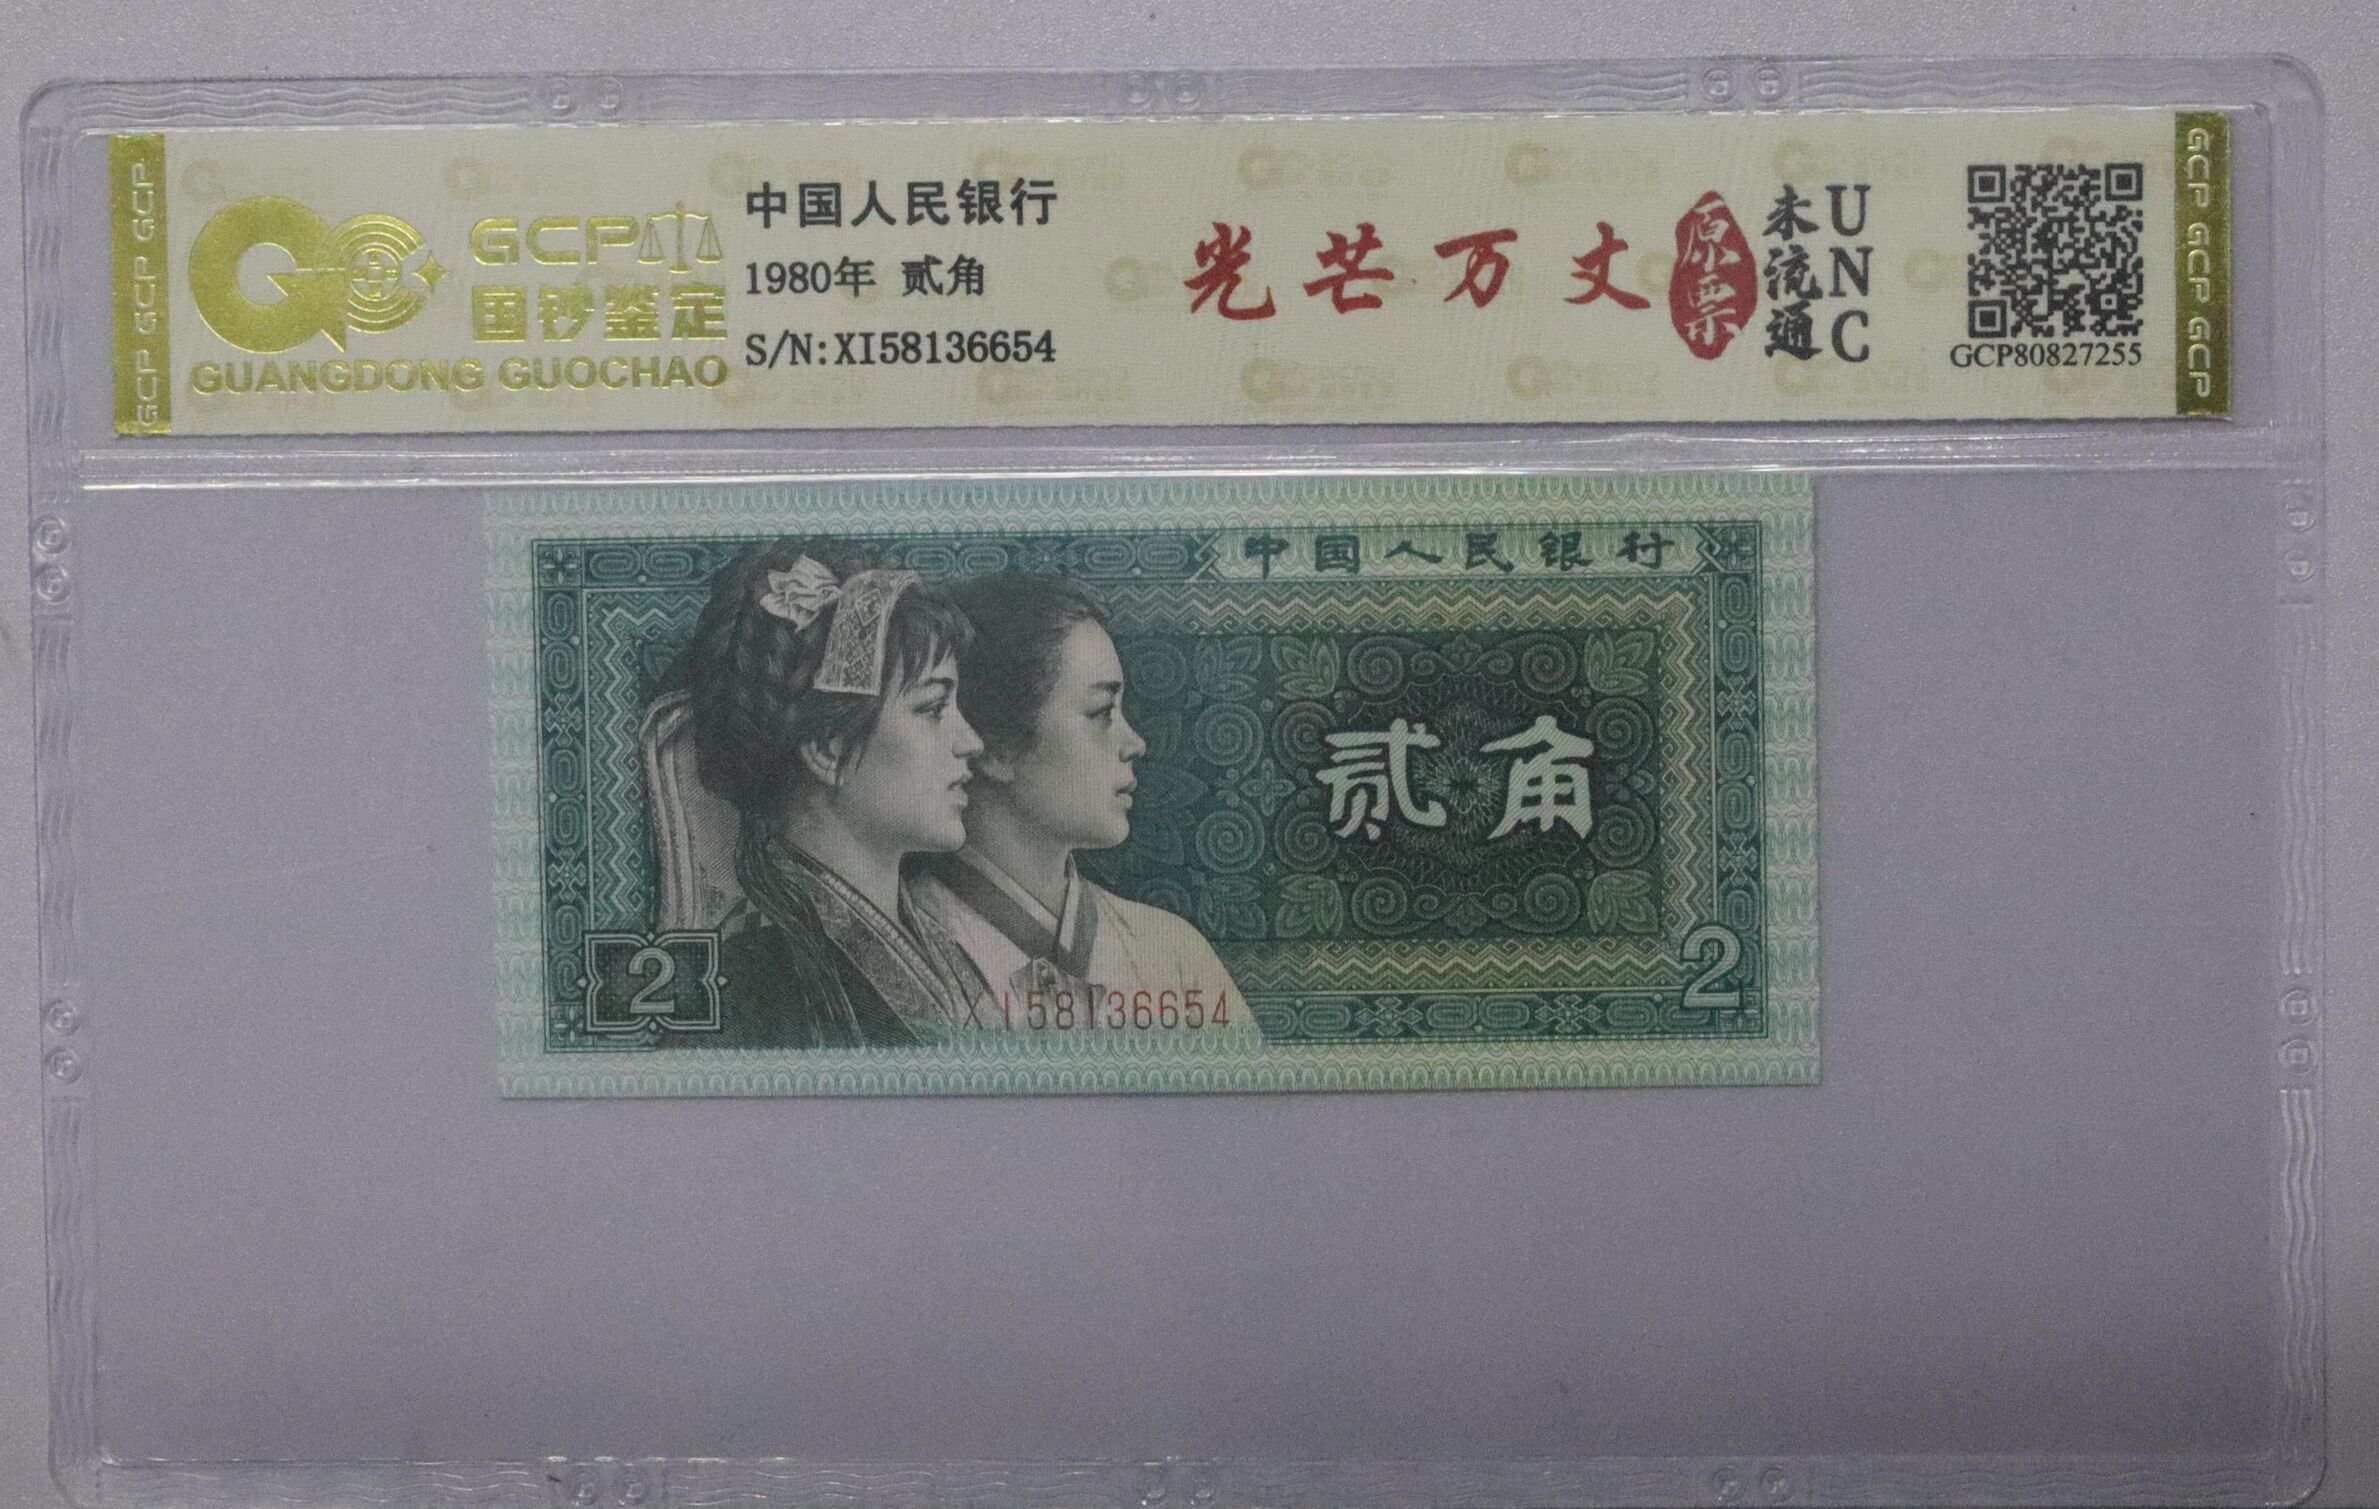 GCP GCP GCP
GCP
国钞鉴定
GUANGDONG GUOCHAO
中国人民银行
1980年 贰角
S/N:XI58136654
光芒万丈
原票
未流通
UNC
GCP80827255
GCP GCP GCP
中国人民银行
贰角
2
XI58136654
2